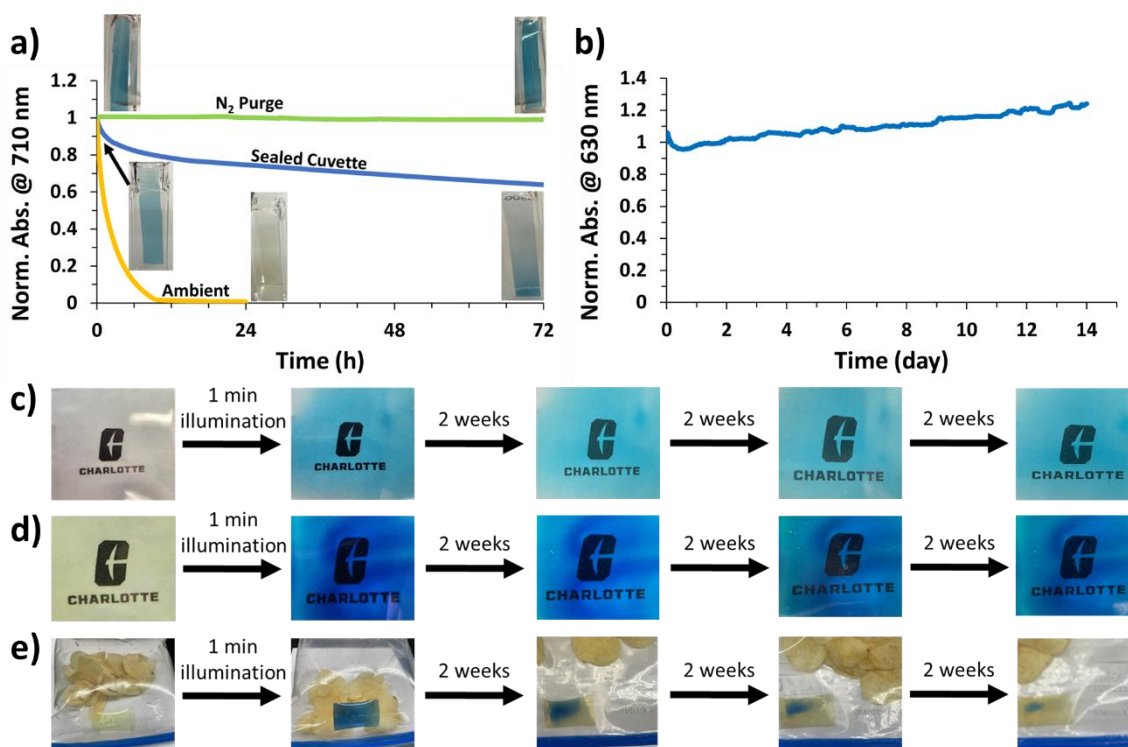 a)
Norm. Abs. @ 710 nm
1.2
1
0.8
0.6
0.4
0.2
0
N₂ Purge
Sealed Cuvette
Ambient
0 24 48 72
Time (h)
b)
Norm. Abs. @ 630 nm
1.4
1.2
1
0.8
0.6
0.4
0.2
0
0 2 4 6 8 10 12 14
Time (day)
c)
1 min
illumination
2 weeks
2 weeks
2 weeks
CHARLOTTE
CHARLOTTE
CHARLOTTE
CHARLOTTE
CHARLOTTE
d)
1 min
illumination
2 weeks
2 weeks
2 weeks
CHARLOTTE
CHARLOTTE
CHARLOTTE
CHARLOTTE
CHARLOTTE
e)
1 min
illumination
2 weeks
2 weeks
2 weeks